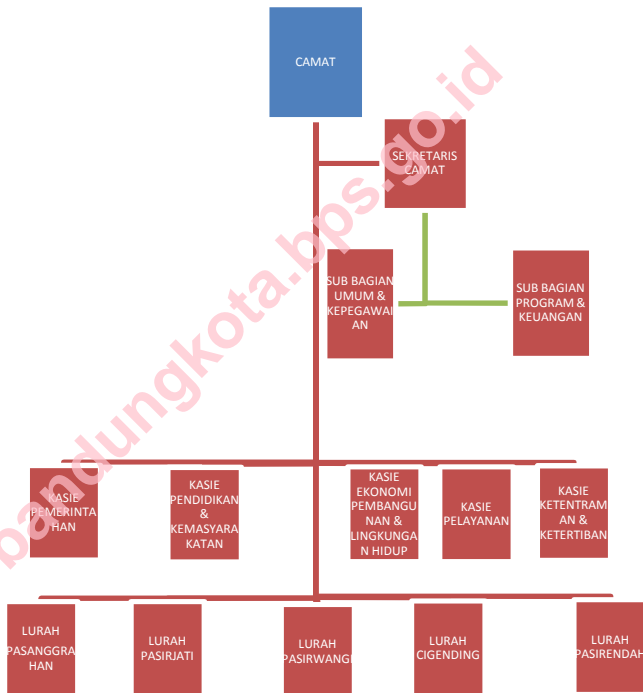 CAMAT
SEKRETARIS
CAMAT
SUB BAGIAN
UMUM &
KEPEGAWAI
AN
SUB BAGIAN
PROGRAM &
KEUANGAN
KASIE
PEMERINTA
HAN
KASIE
PENDIDIKAN
&
KEMASYARA
KATAN
KASIE
EKONOMI
PEMBANGU
NAN &
LINGKUNGA
N HIDUP
KASIE
PELAYANAN
KASIE
KETENTRAM
AN &
KETERTIBAN
LURAH
PASANGGRA
HAN
LURAH
PASIRJATI
LURAH
PASIRWANGI
LURAH
CIGENDING
LURAH
PASIRENDAH
bandungkota.bps.go.id